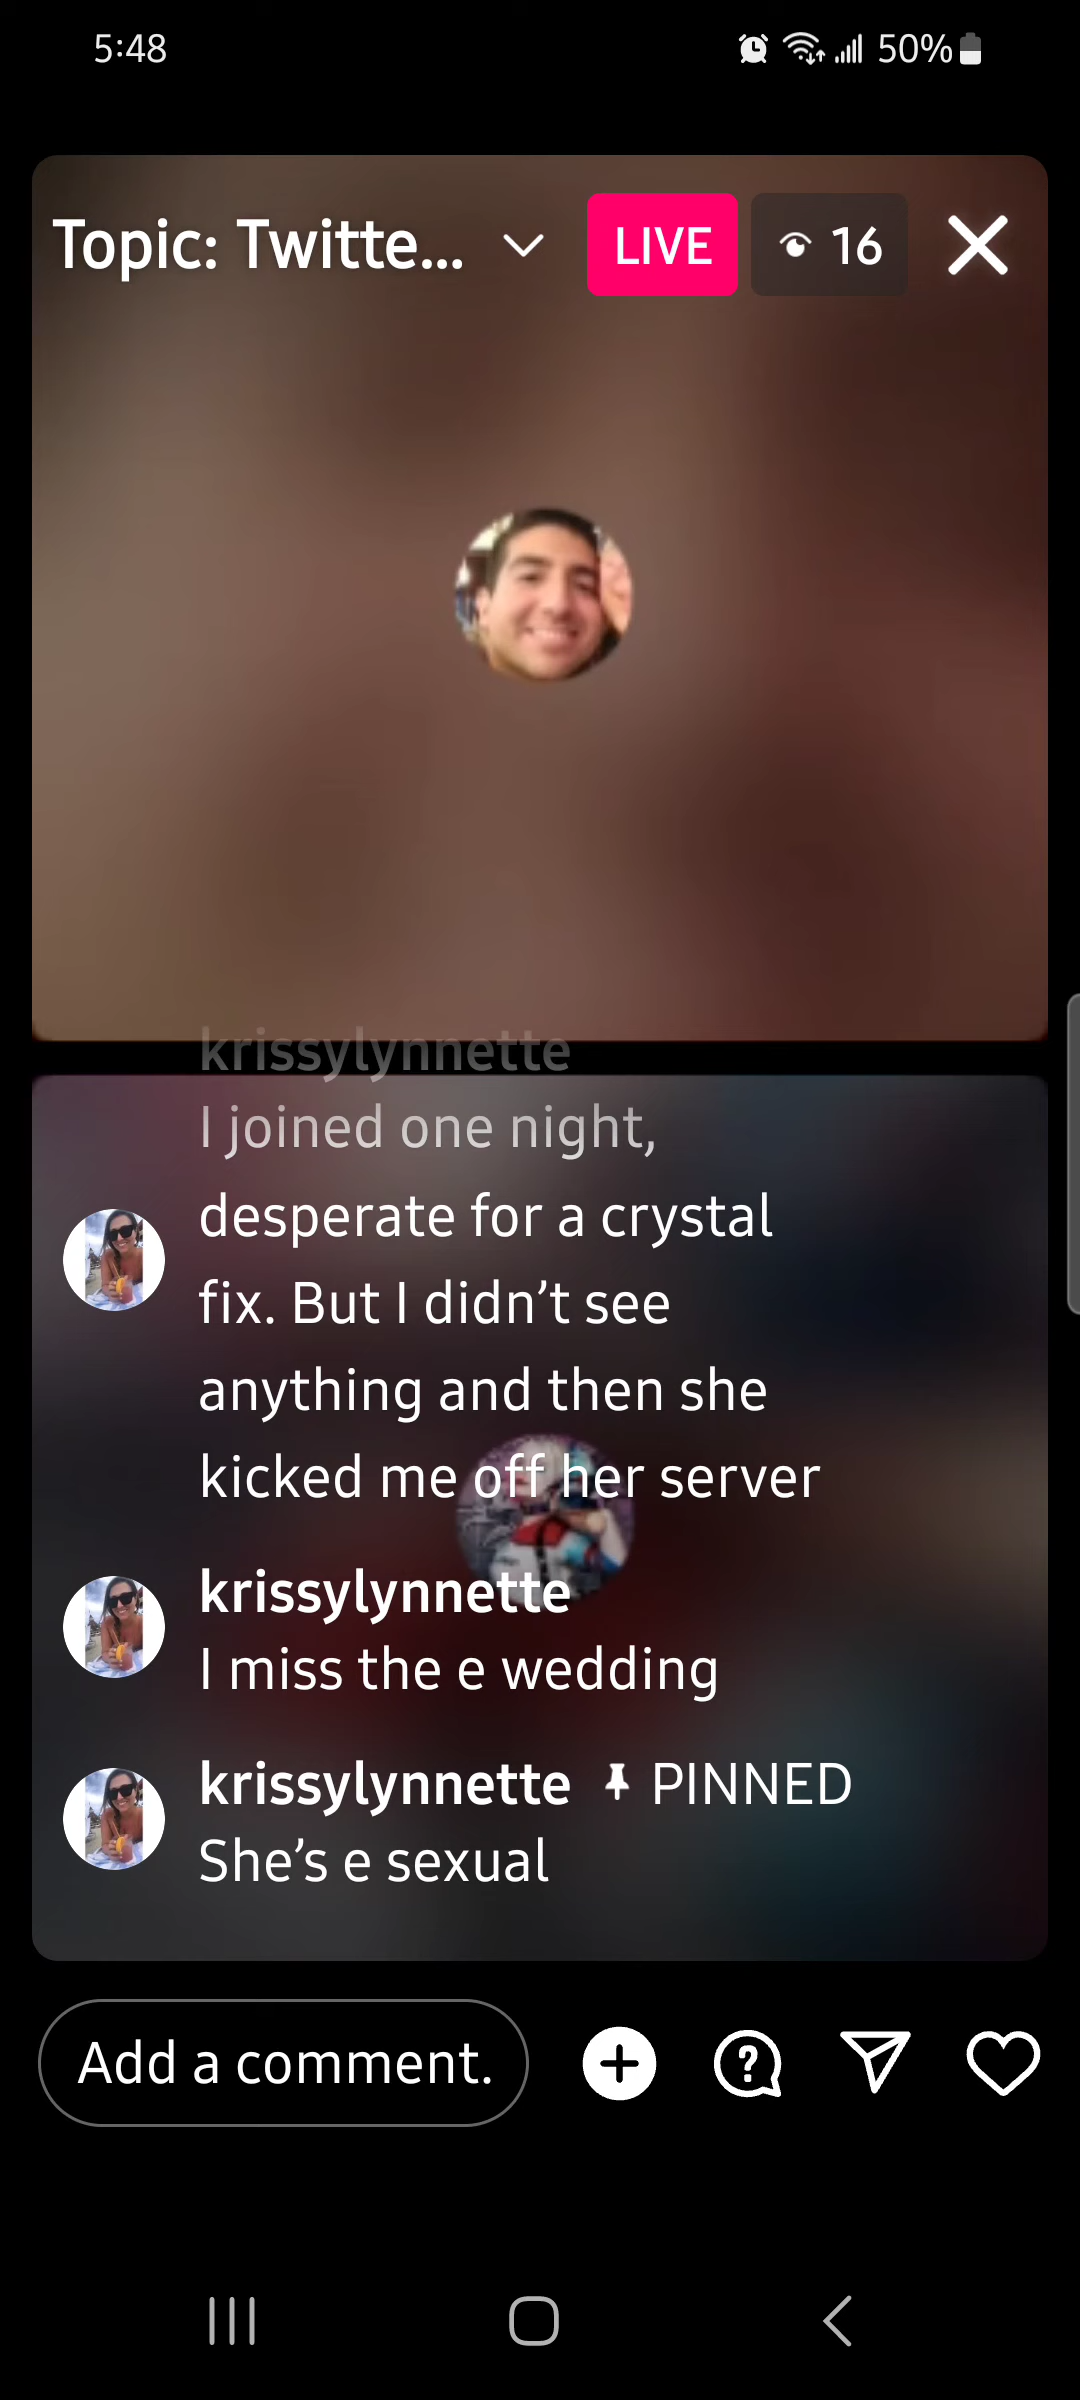 5:48
50%
Topic: Twitte...
LIVE
16
krissylynnette
I joined one night,
desperate for a crystal
fix. But I didn’t see
anything and then she
kicked me off her server
krissylynnette
I miss the e wedding
krissylynnette PINNED
She’s e sexual
Add a comment.